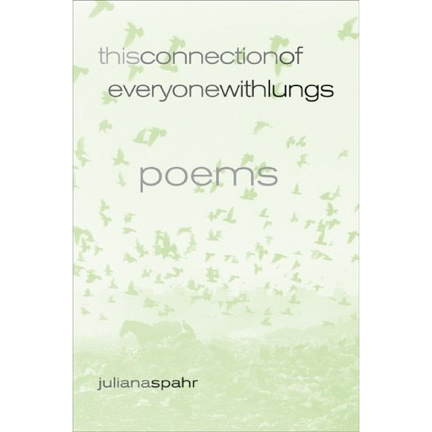 thisconnectionof
everyonewithlungs
poems
julianaspahr